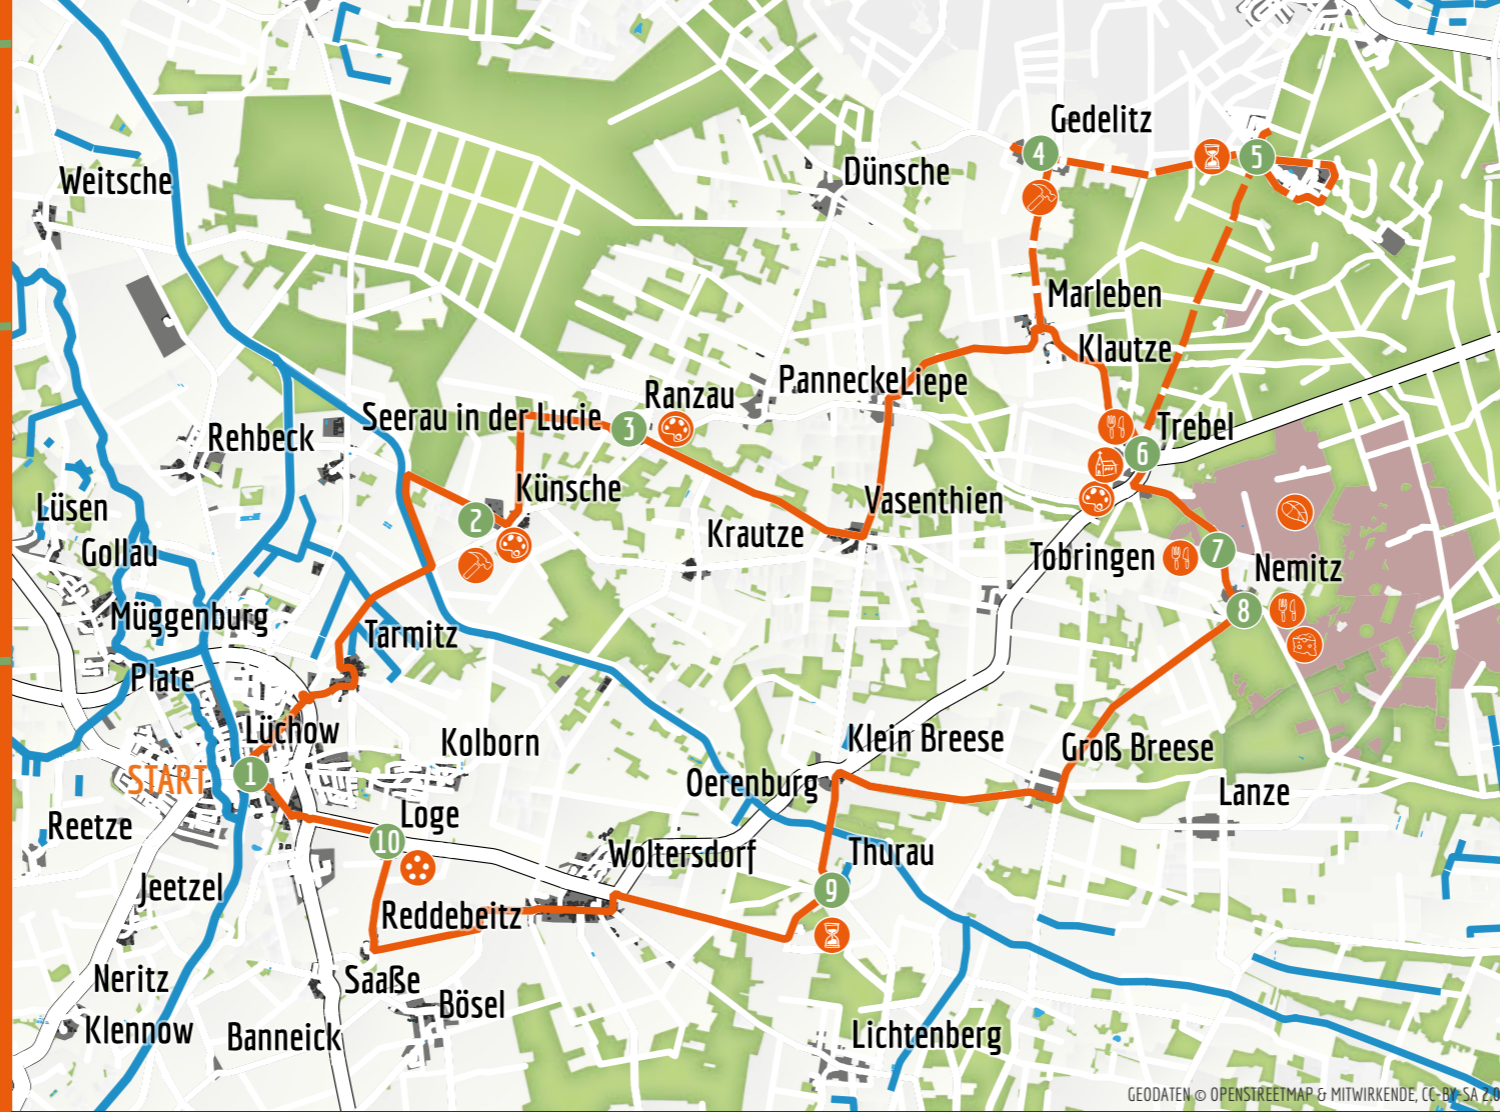 Gedelitz
4
5
Dünsche
Weitsche
Marleben
Klautze
Pannecke
Liepe
Ranzau
Seerau in der Lucie
3
Trebel
6
Rehbeck
Künsche
2
Vasenthien
Lüsen
Krautze
Gollau
Tobringen
7
Nemitz
8
Müggenburg
Tarmitz
Plate
Lüchow
Kolborn
Klein Breese
Groß Breese
START
1
Oerenburg
Lanze
Reetze
Loge
10
Woltersdorf
Thurau
9
Jeetzel
Reddebeitz
Neritz
Saaße
Bösel
Klennow
Banneick
Lichtenberg
GEODATEN © OPENSTREETMAP & MITWIRKENDE, CC-BY-SA 2.0